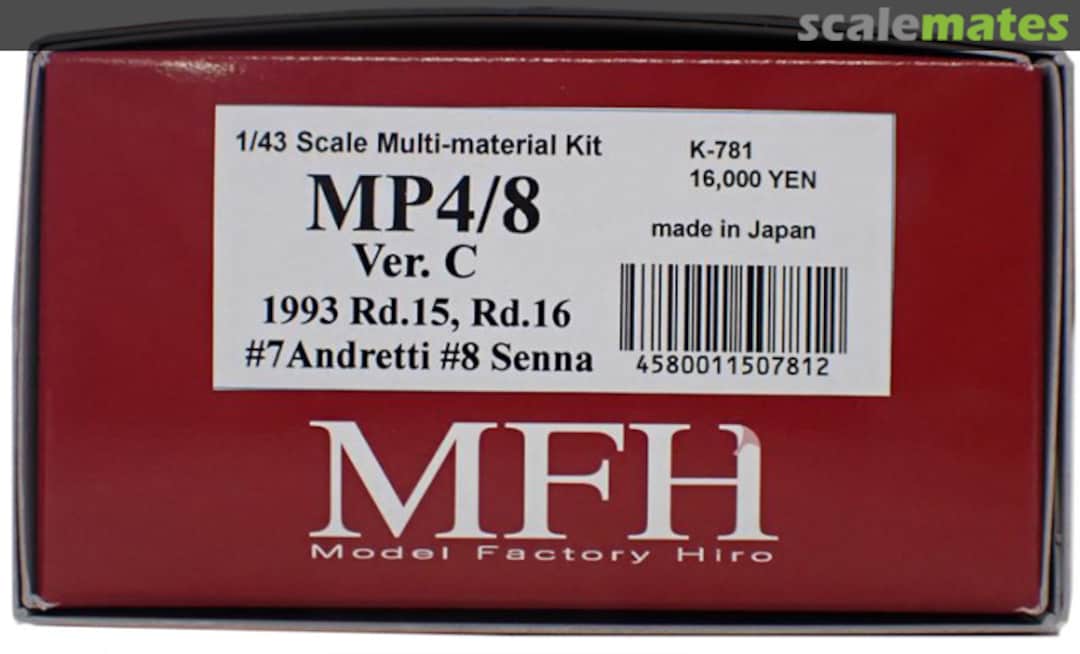 scalemates
1/43 Scale Multi-material Kit
MP4/8
Ver. C
1993 Rd.15, Rd.16
#7Andretti #8 Senna
K-781
16,000 YEN
made in Japan
4580011507812
MFH
Model Factory Hiro